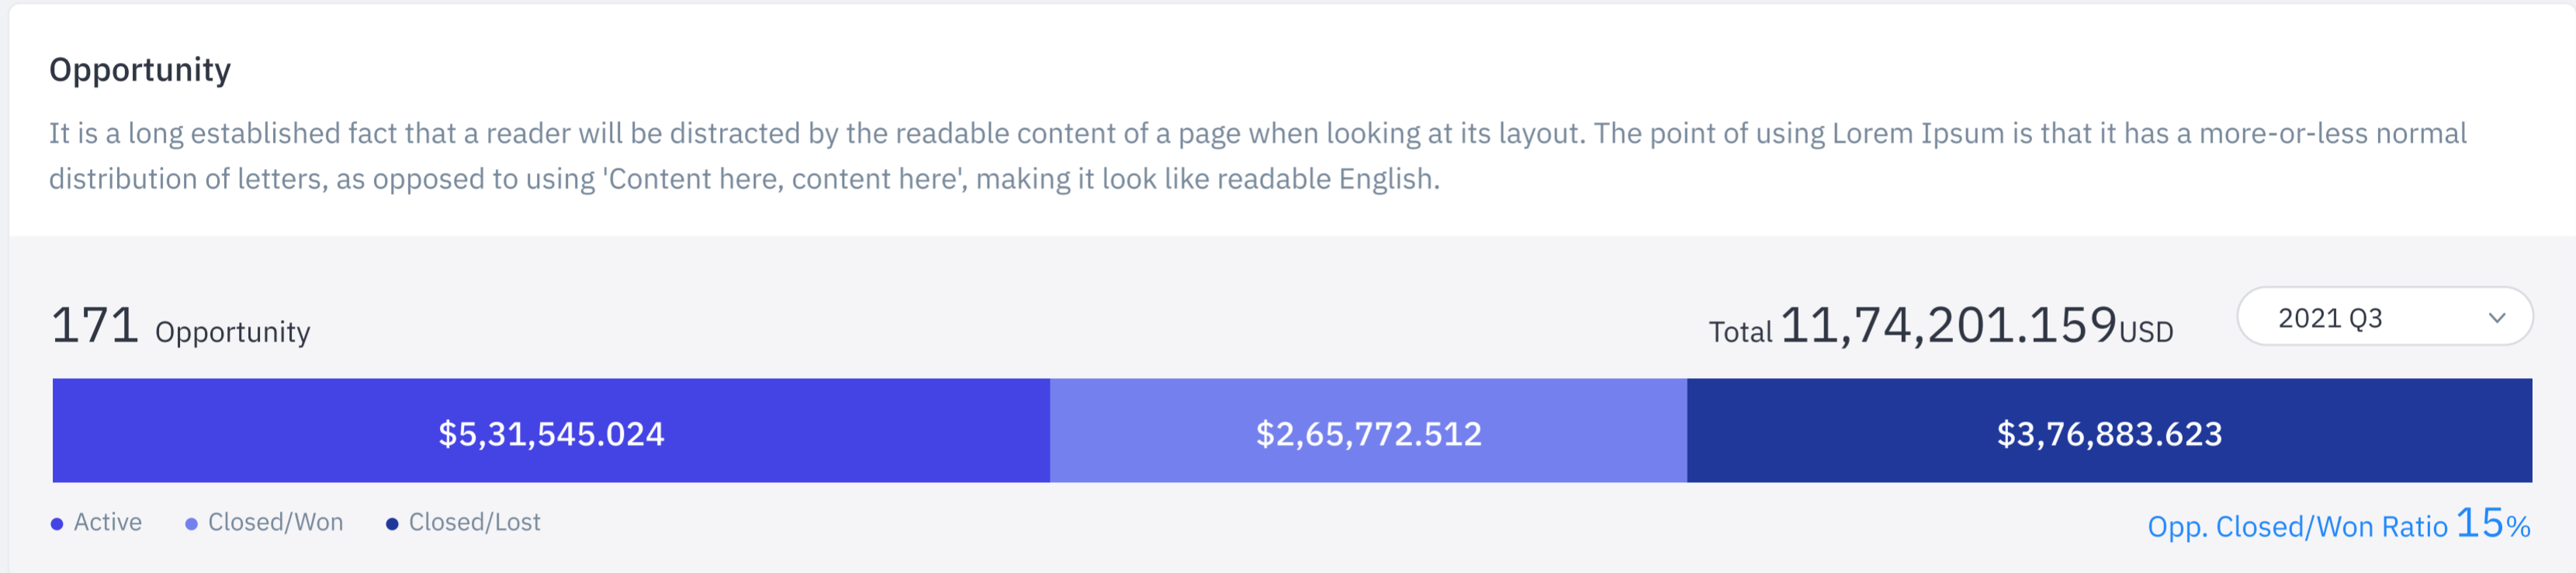 Opportunity
It is a long established fact that a reader will be distracted by the readable content of a page when looking at its layout. The point of using Lorem Ipsum is that it has a more-or-less normal
distribution of letters, as opposed to using 'Content here, content here', making it look like readable English.
171 Opportunity
Total 11,74,201.159USD
2021 Q3
$5,31,545.024
$2,65,772.512
$3,76,883.623
Active
Closed/Won
Closed/Lost
Opp. Closed/Won Ratio 15%